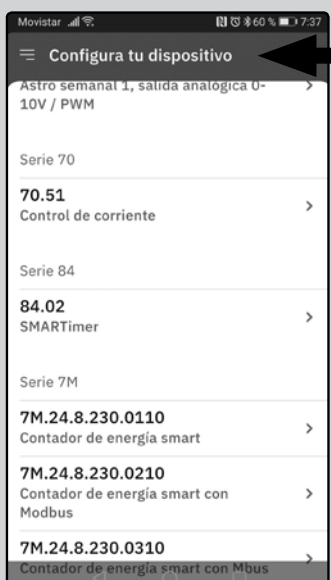 Movistar 60 % 7:37
Configura tu dispositivo
Astro semanal 1, salida analógica 0-
10V / PWM
Serie 70
70.51
Control de corriente
Serie 84
84.02
SMARTimer
Serie 7M
7M.24.8.230.0110
Contador de energía smart
7M.24.8.230.0210
Contador de energía smart con
Modbus
7M.24.8.230.0310
Contador de energía smart con Mbus